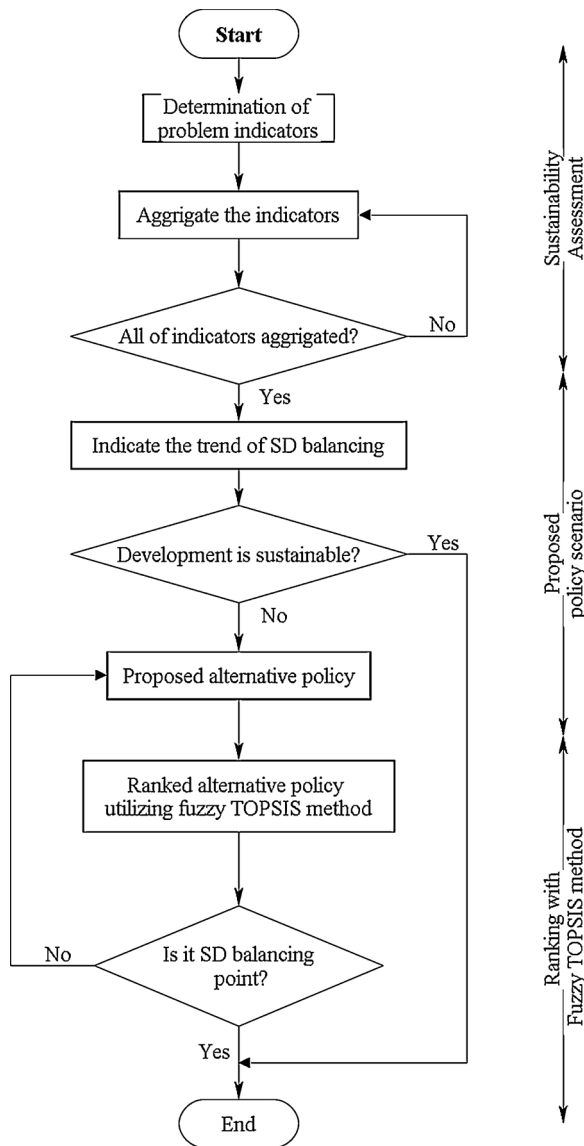 Start
Determination of
problem indicators
Aggrigate the indicators
All of indicators aggrigated?
No
Yes
Indicate the trend of SD balancing
Development is sustainable?
Yes
No
Proposed alternative policy
Ranked alternative policy
utilizing fuzzy TOPSIS method
Is it SD balancing
point?
No
Yes
End
Sustainability
Assessment
Proposed
policy scenario
Ranking with
Fuzzy TOPSIS method